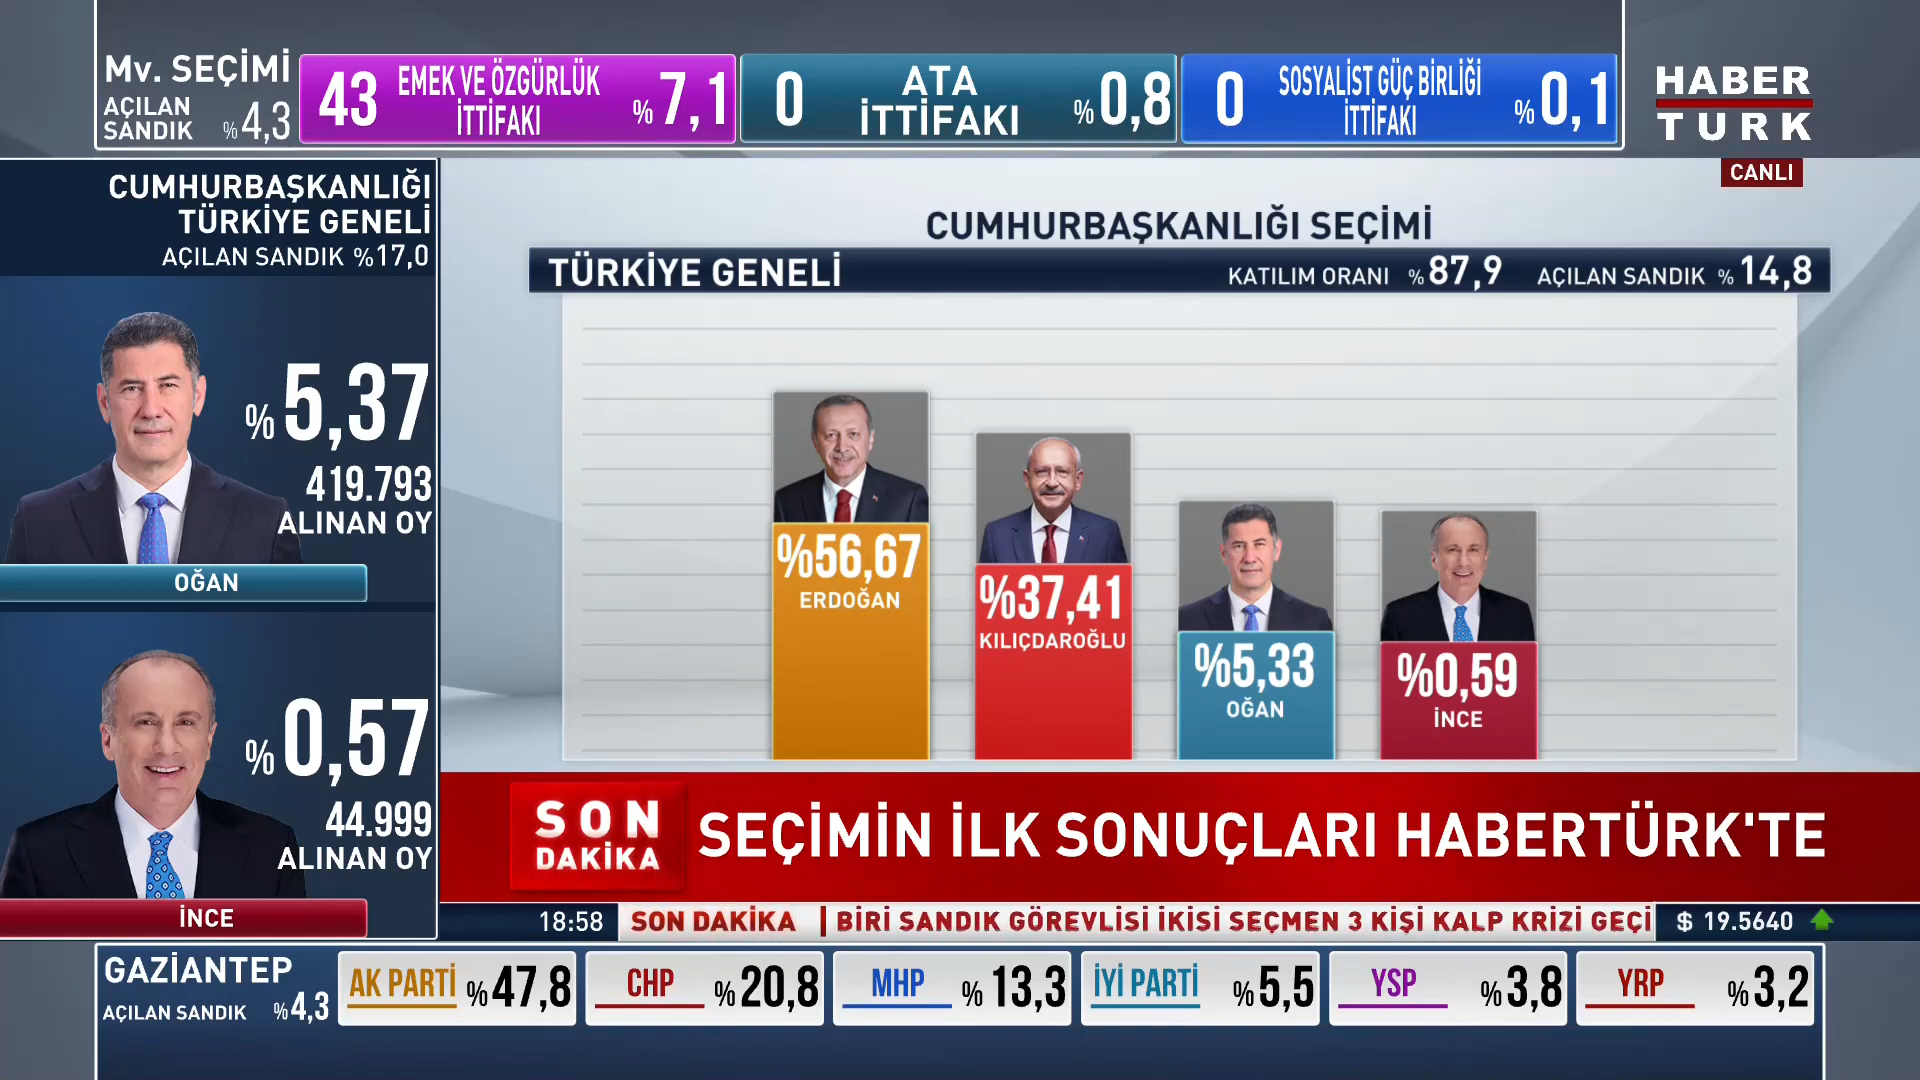 Mv. SEÇİMİ
AÇILAN
SANDIK %4,3
43 EMEK VE ÖZGÜRLÜK
İTTİFAKI %7,1
0 ATA
İTTİFAKI %0,8
0 SOSYALİST GÜÇ BİRLİĞİ
İTTİFAKI %0,1
HABER
TURK
CANLI
CUMHURBAŞKANLIĞI
TÜRKİYE GENELİ
AÇILAN SANDIK %17,0
%5,37
419.793
ALINAN OY
OĞAN
%0,57
44.999
ALINAN OY
İNCE
CUMHURBAŞKANLIĞI SEÇİMİ
TÜRKİYE GENELİ KATILIM ORANI %87,9 AÇILAN SANDIK %14,8
%56,67
ERDOĞAN
%37,41
KILIÇDAROĞLU
%5,33
OĞAN
%0,59
İNCE
SON
DAKİKA
SEÇİMİN İLK SONUÇLARI HABERTÜRK'TE
18:58 SON DAKİKA | BİRİ SANDIK GÖREVLİSİ İKİSİ SEÇMEN 3 KİŞİ KALP KRİZİ GEÇİ $ 19.5640
GAZİANTEP
AÇILAN SANDIK %4,3
AK PARTİ %47,8
CHP %20,8
MHP %13,3
İYİ PARTİ %5,5
YSP %3,8
YRP %3,2